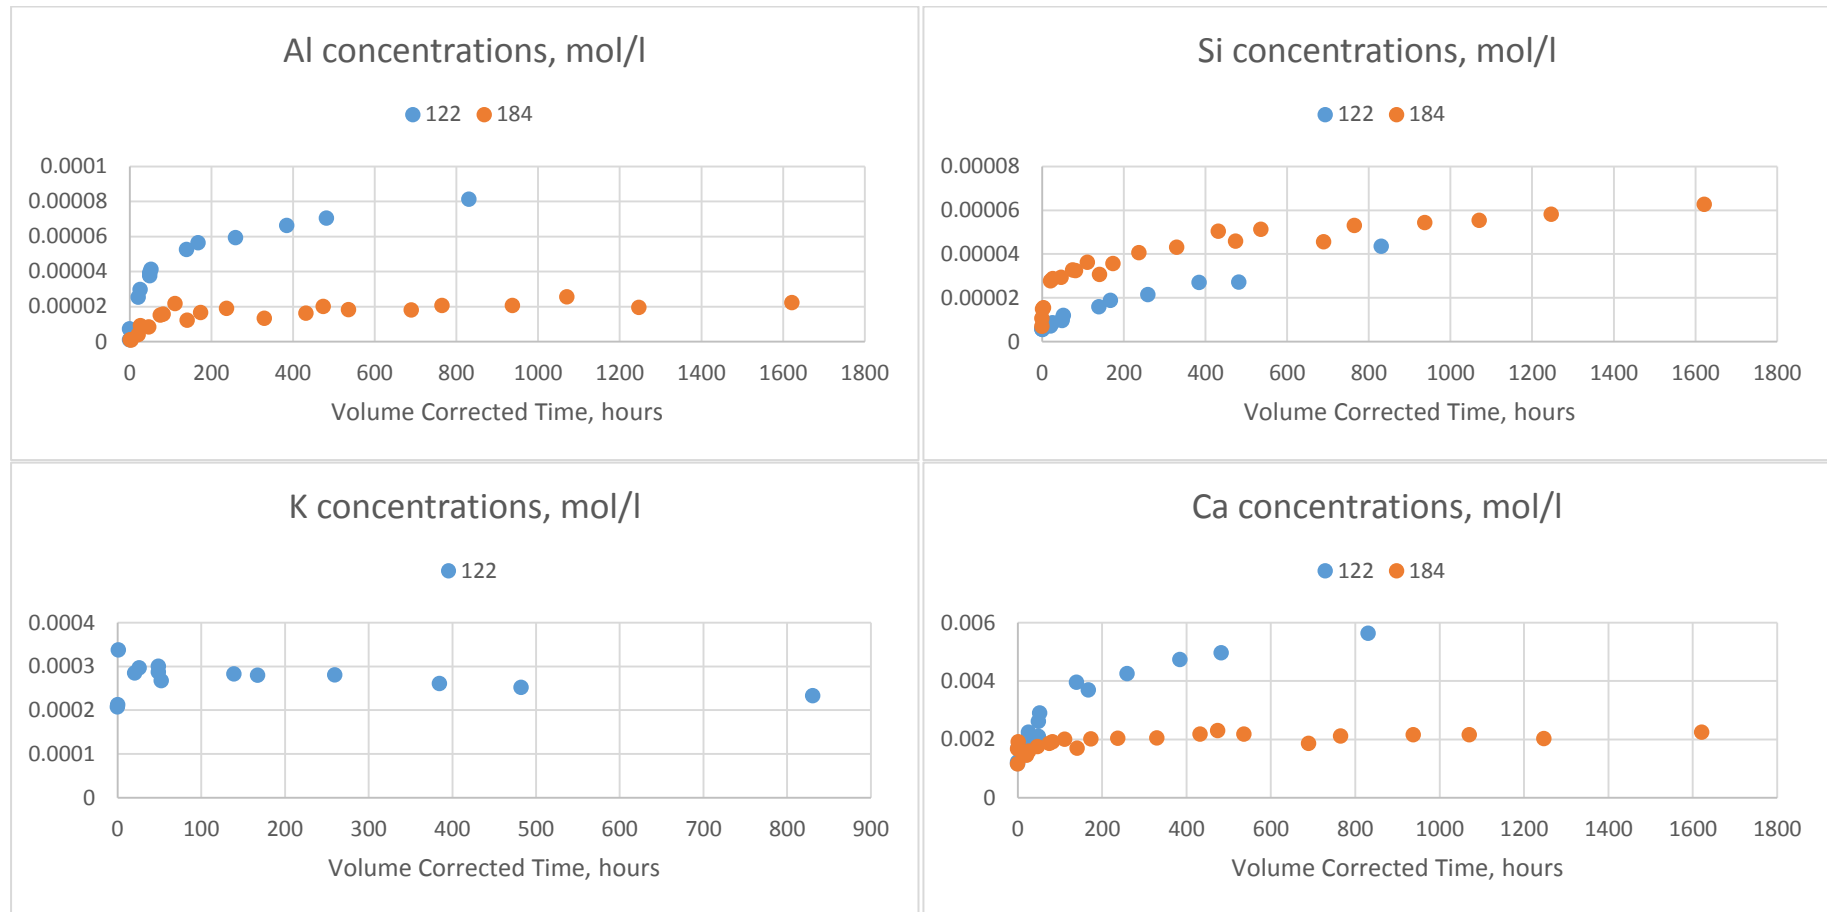 Al concentrations, mol/l
122 184
0.0001
0.00008
0.00006
0.00004
0.00002
0
0 200 400 600 800 1000 1200 1400 1600 1800
Volume Corrected Time, hours
Si concentrations, mol/l
122 184
0.00008
0.00006
0.00004
0.00002
0
0 200 400 600 800 1000 1200 1400 1600 1800
Volume Corrected Time, hours
K concentrations, mol/l
122
0.0004
0.0003
0.0002
0.0001
0
0 100 200 300 400 500 600 700 800 900
Volume Corrected Time, hours
Ca concentrations, mol/l
122 184
0.006
0.004
0.002
0
0 200 400 600 800 1000 1200 1400 1600 1800
Volume Corrected Time, hours